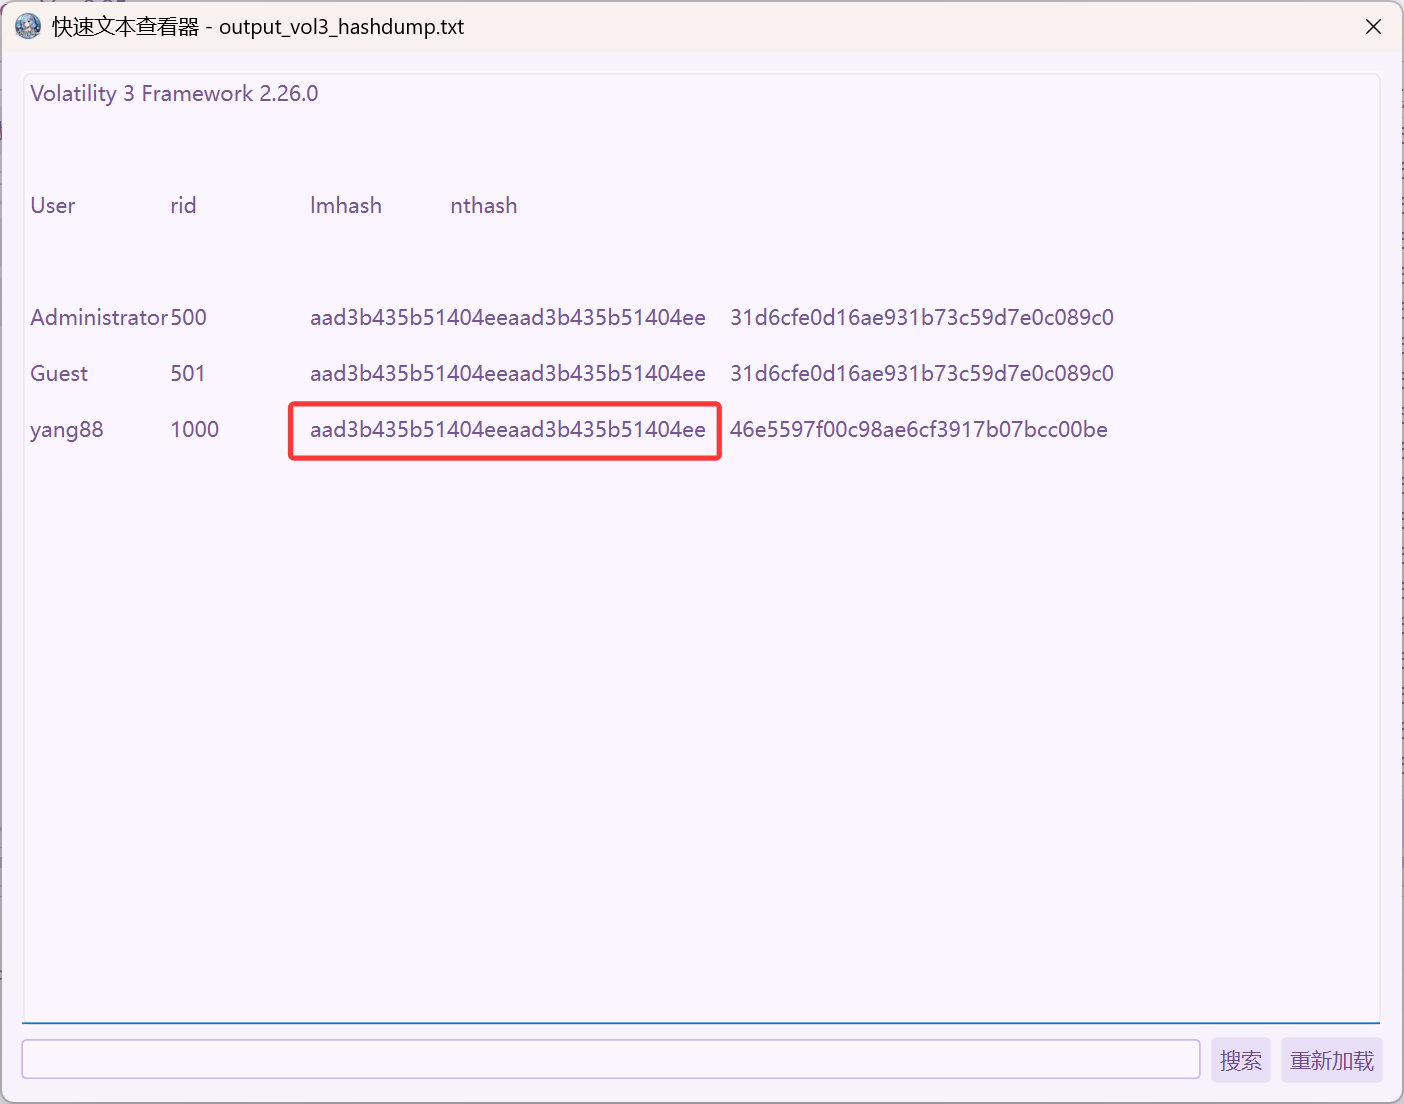 快速文本查看器 - output_vol3_hashdump.txt
Volatility 3 Framework 2.26.0
User rid lmhash nthash
Administrator 500 aad3b435b51404eeaad3b435b51404ee 31d6cfe0d16ae931b73c59d7e0c089c0
Guest 501 aad3b435b51404eeaad3b435b51404ee 31d6cfe0d16ae931b73c59d7e0c089c0
yang88 1000 aad3b435b51404eeaad3b435b51404ee 46e5597f00c98ae6cf3917b07bcc00be
搜索 重新加载